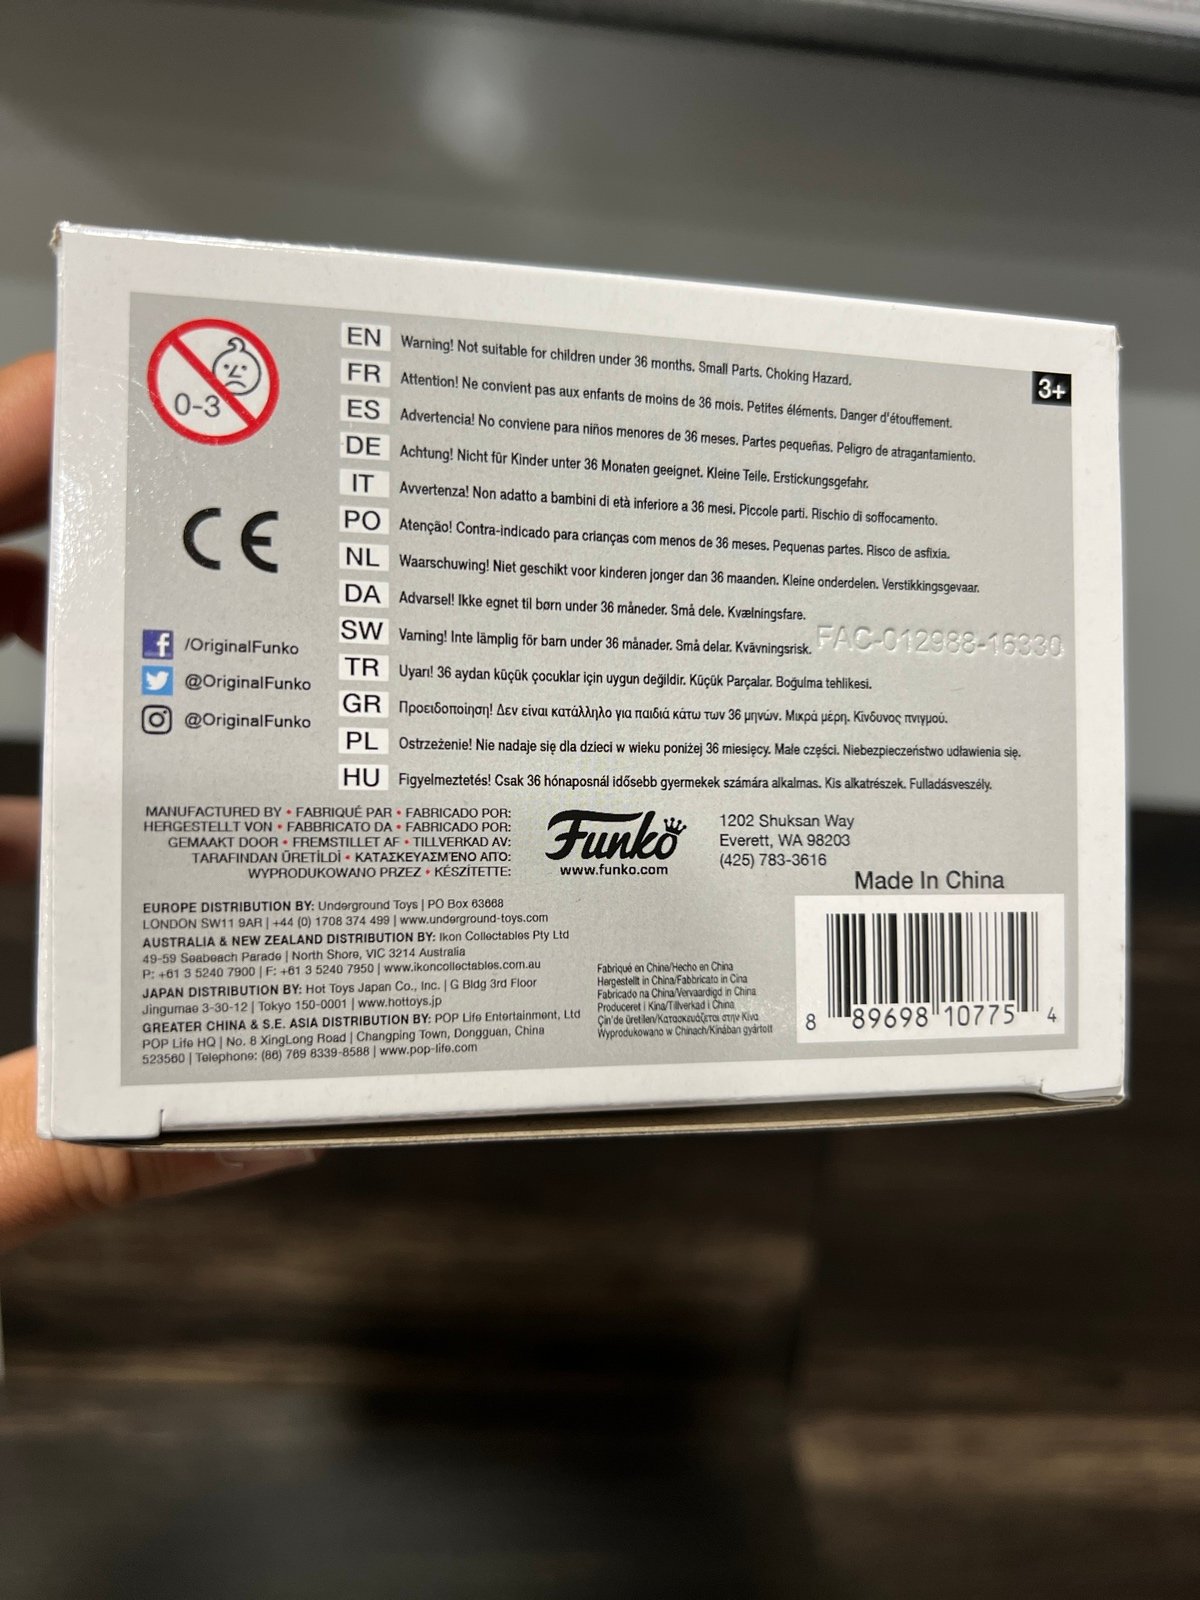 0-3
EN Warning! Not suitable for children under 36 months. Small Parts. Choking Hazard.
3+
FR Attention! Ne convient pas aux enfants de moins de 36 mois. Petites éléments. Danger d'étouffement.
ES Advertencia! No conviene para niños menores de 36 meses. Partes pequeñas. Peligro de atragantamiento.
DE Achtung! Nicht für Kinder unter 36 Monaten geeignet. Kleine Teile. Erstickungsgefahr.
IT Avvertenza! Non adatto a bambini di età inferiore a 36 mesi. Piccole parti. Rischio di soffocamento.
PO Atenção! Contra-indicado para crianças com menos de 36 meses. Pequenas partes. Risco de asfixia.
NL Waarschuwing! Niet geschikt voor kinderen jonger dan 36 maanden. Kleine onderdelen. Verstikkingsgevaar.
DA Advarsel! Ikke egnet til børn under 36 måneder. Små dele. Kvælningsfare.
SW Varning! Inte lämplig för barn under 36 månader. Små delar. Kvävningsrisk.
FAC-012988-16330
TR Uyarı! 36 aydan küçük çocuklar için uygun değildir. Küçük Parçalar. Boğulma tehlikesi.
GR Προειδοποίηση! Δεν είναι κατάλληλο για παιδιά κάτω των 36 μηνών. Μικρά μέρη. Κίνδυνος πνιγμού.
PL Ostrzeżenie! Nie nadaje się dla dzieci w wieku poniżej 36 miesięcy. Małe części. Niebezpieczeństwo udławienia się.
HU Figyelmeztetés! Csak 36 hónaposnál idősebb gyermekek számára alkalmas. Kis alkatrészek. Fulladásveszély.
CE
/OriginalFunko
@OriginalFunko
@OriginalFunko
MANUFACTURED BY • FABRIQUÉ PAR • FABRICADO POR:
HERGESTELLT VON • FABBRICATO DA • FABRICADO POR:
GEMAAKT DOOR • FREMSTILLET AF • TILLVERKAD AV:
TARAFINDAN ÜRETİLDİ • ΚΑΤΑΣΚΕΥΑΣΜΈΝΟ ΑΠΌ:
WYPRODUKOWANO PRZEZ • KÉSZÍTETTE:
Funko
www.funko.com
1202 Shuksan Way
Everett, WA 98203
(425) 783-3616
Made In China
EUROPE DISTRIBUTION BY: Underground Toys | PO Box 63668
LONDON SW11 9AR | +44 (0) 1708 374 499 | www.underground-toys.com
AUSTRALIA & NEW ZEALAND DISTRIBUTION BY: Ikon Collectables Pty Ltd
49-59 Seabeach Parade | North Shore, VIC 3214 Australia
P: +61 3 5240 7900 | F: +61 3 5240 7950 | www.ikoncollectables.com.au
JAPAN DISTRIBUTION BY: Hot Toys Japan Co., Inc. | G Bldg 3rd Floor
Jingumae 3-30-12 | Tokyo 150-0001 | www.hottoys.jp
GREATER CHINA & S.E. ASIA DISTRIBUTION BY: POP Life Entertainment, Ltd
POP Life HQ | No. 8 XingLong Road | Changping Town, Dongguan, China
523560 | Telephone: (86) 769 8339-8588 | www.pop-life.com
Fabriqué en Chine/Hecho en China
Hergestellt in China/Fabbricato in Cina
Fabricado na China/Vervaardigd in China
Produceret i Kina/Tillverkad i China
Çin'de üretilen/Κατασκευάζεται στην Κίνα
Wyprodukowano w Chinach/Kínában gyártott
8 89698 10775 4